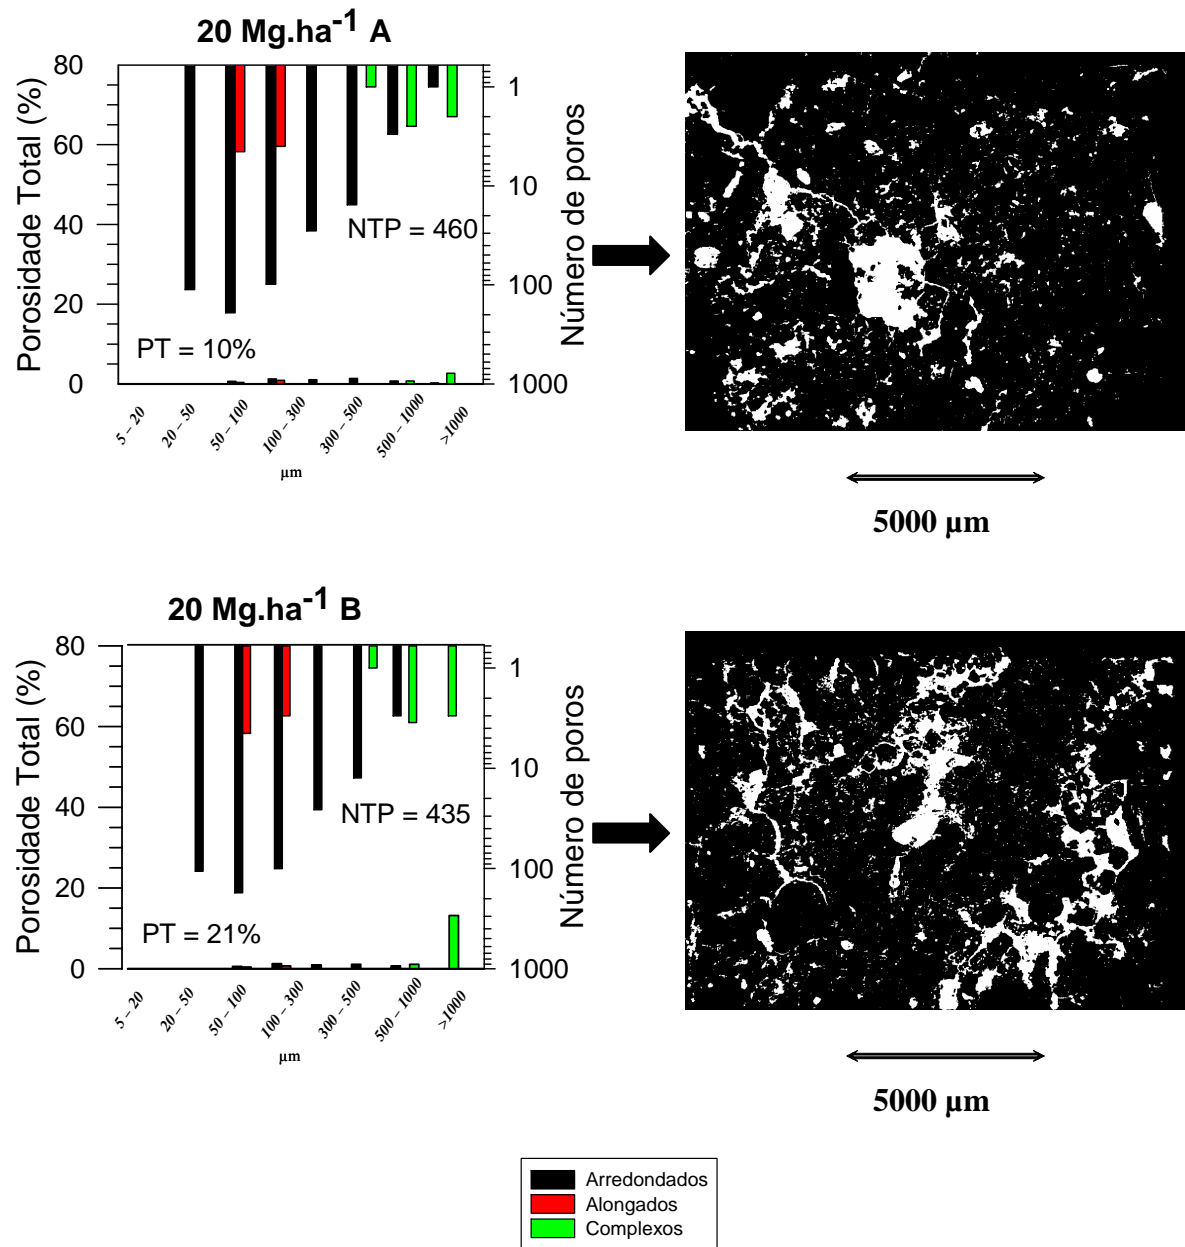 20 Mg.ha-1 A
Porosidade Total (%)
80
60
40
20
0
NTP = 460
PT = 10%
1
10
100
1000
Número de poros
5 – 20
20 – 50
50 – 100
100 – 300
300 – 500
500 – 1000
>1000
µm
5000 µm
20 Mg.ha-1 B
Porosidade Total (%)
80
60
40
20
0
NTP = 435
PT = 21%
1
10
100
1000
Número de poros
5 – 20
20 – 50
50 – 100
100 – 300
300 – 500
500 – 1000
>1000
µm
5000 µm
Arredondados
Alongados
Complexos